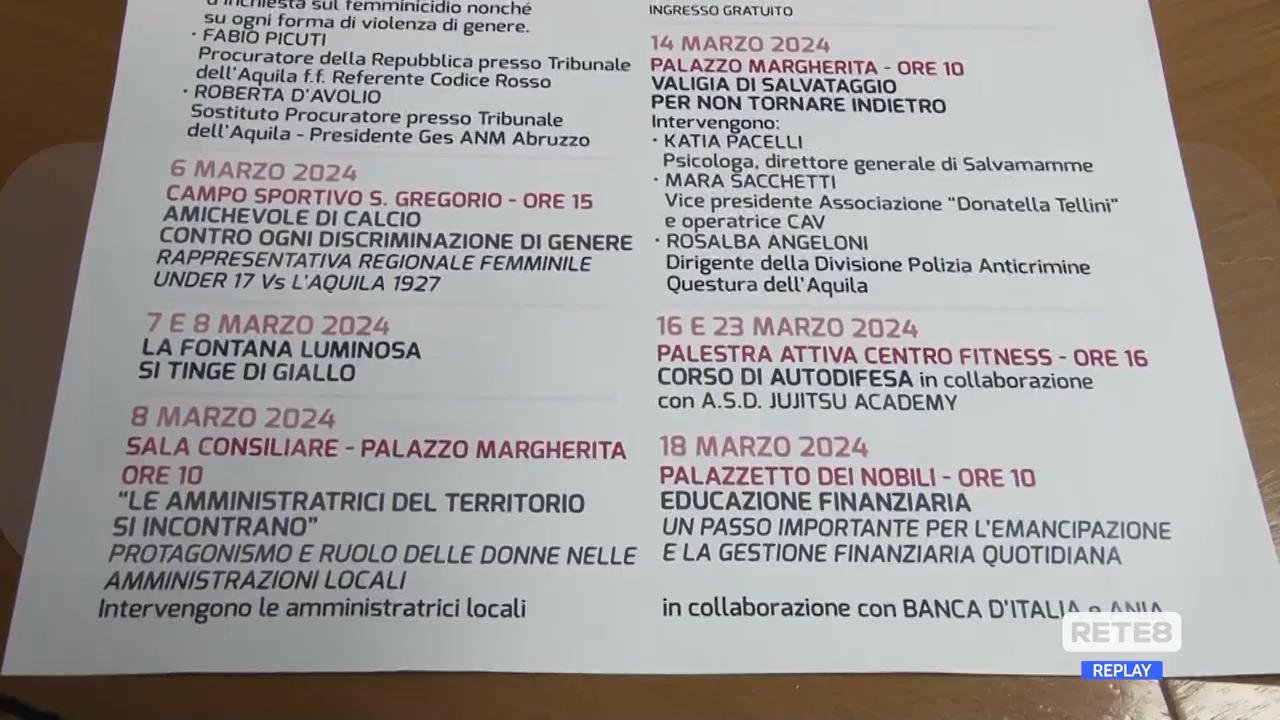 d'inchiesta sul femminicidio nonché
su ogni forma di violenza di genere.
· FABIO PICUTI
Procuratore della Repubblica presso Tribunale
dell'Aquila f.f. Referente Codice Rosso
· ROBERTA D'AVOLIO
Sostituto Procuratore presso Tribunale
dell'Aquila - Presidente Ges ANM Abruzzo
6 MARZO 2024
CAMPO SPORTIVO S. GREGORIO - ORE 15
AMICHEVOLE DI CALCIO
CONTRO OGNI DISCRIMINAZIONE DI GENERE
RAPPRESENTATIVA REGIONALE FEMMINILE
UNDER 17 Vs L'AQUILA 1927
7 E 8 MARZO 2024
LA FONTANA LUMINOSA
SI TINGE DI GIALLO
8 MARZO 2024
SALA CONSILIARE - PALAZZO MARGHERITA
ORE 10
"LE AMMINISTRATRICI DEL TERRITORIO
SI INCONTRANO"
PROTAGONISMO E RUOLO DELLE DONNE NELLE
AMMINISTRAZIONI LOCALI
Intervengono le amministratrici locali
INGRESSO GRATUITO
14 MARZO 2024
PALAZZO MARGHERITA - ORE 10
VALIGIA DI SALVATAGGIO
PER NON TORNARE INDIETRO
Intervengono:
· KATIA PACELLI
Psicologa, direttore generale di Salvamamme
· MARA SACCHETTI
Vice presidente Associazione "Donatella Tellini"
e operatrice CAV
· ROSALBA ANGELONI
Dirigente della Divisione Polizia Anticrimine
Questura dell'Aquila
16 E 23 MARZO 2024
PALESTRA ATTIVA CENTRO FITNESS - ORE 16
CORSO DI AUTODIFESA in collaborazione
con A.S.D. JUJITSU ACADEMY
18 MARZO 2024
PALAZZETTO DEI NOBILI - ORE 10
EDUCAZIONE FINANZIARIA
UN PASSO IMPORTANTE PER L'EMANCIPAZIONE
E LA GESTIONE FINANZIARIA QUOTIDIANA
in collaborazione con BANCA D'ITALIA e ANIA
RETE8
REPLAY